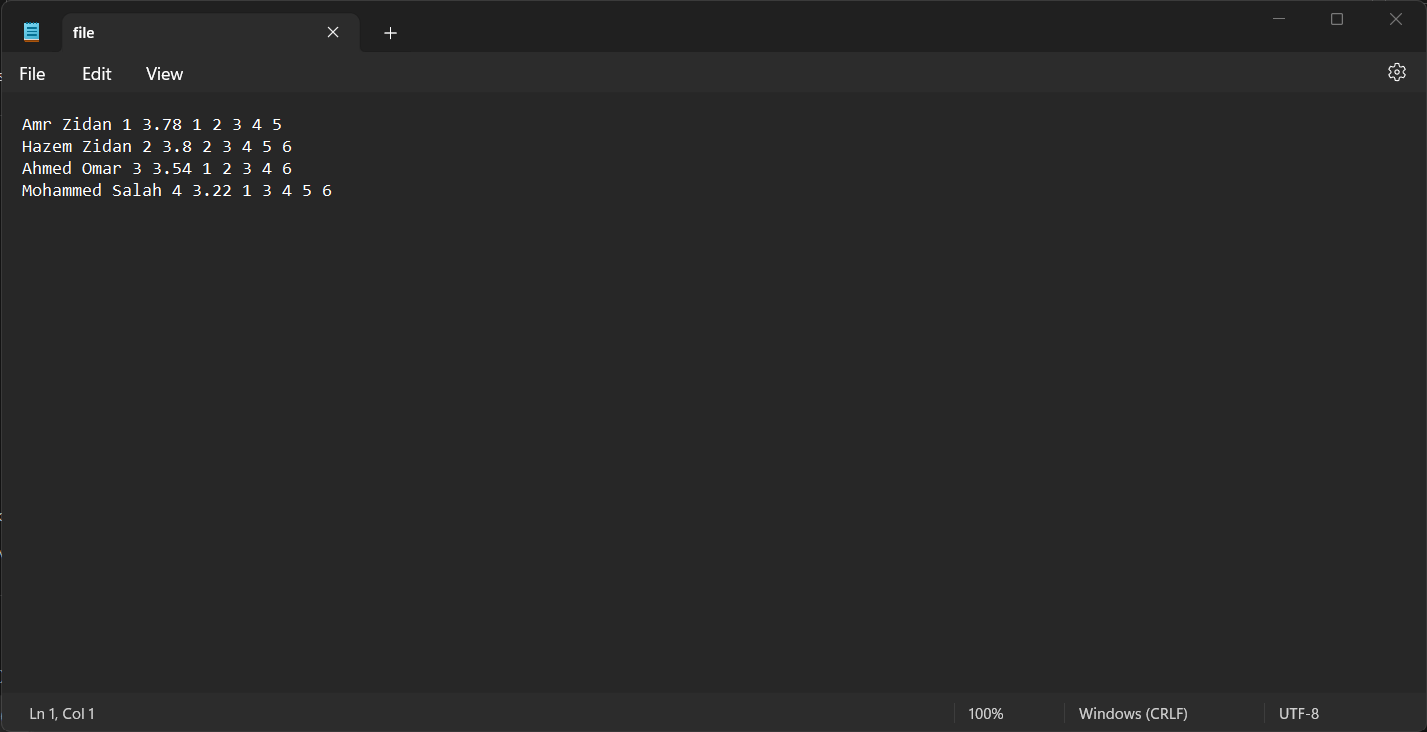 file
File Edit View
Amr Zidan 1 3.78 1 2 3 4 5
Hazem Zidan 2 3.8 2 3 4 5 6
Ahmed Omar 3 3.54 1 2 3 4 6
Mohammed Salah 4 3.22 1 3 4 5 6
Ln 1, Col 1 100% Windows (CRLF) UTF-8